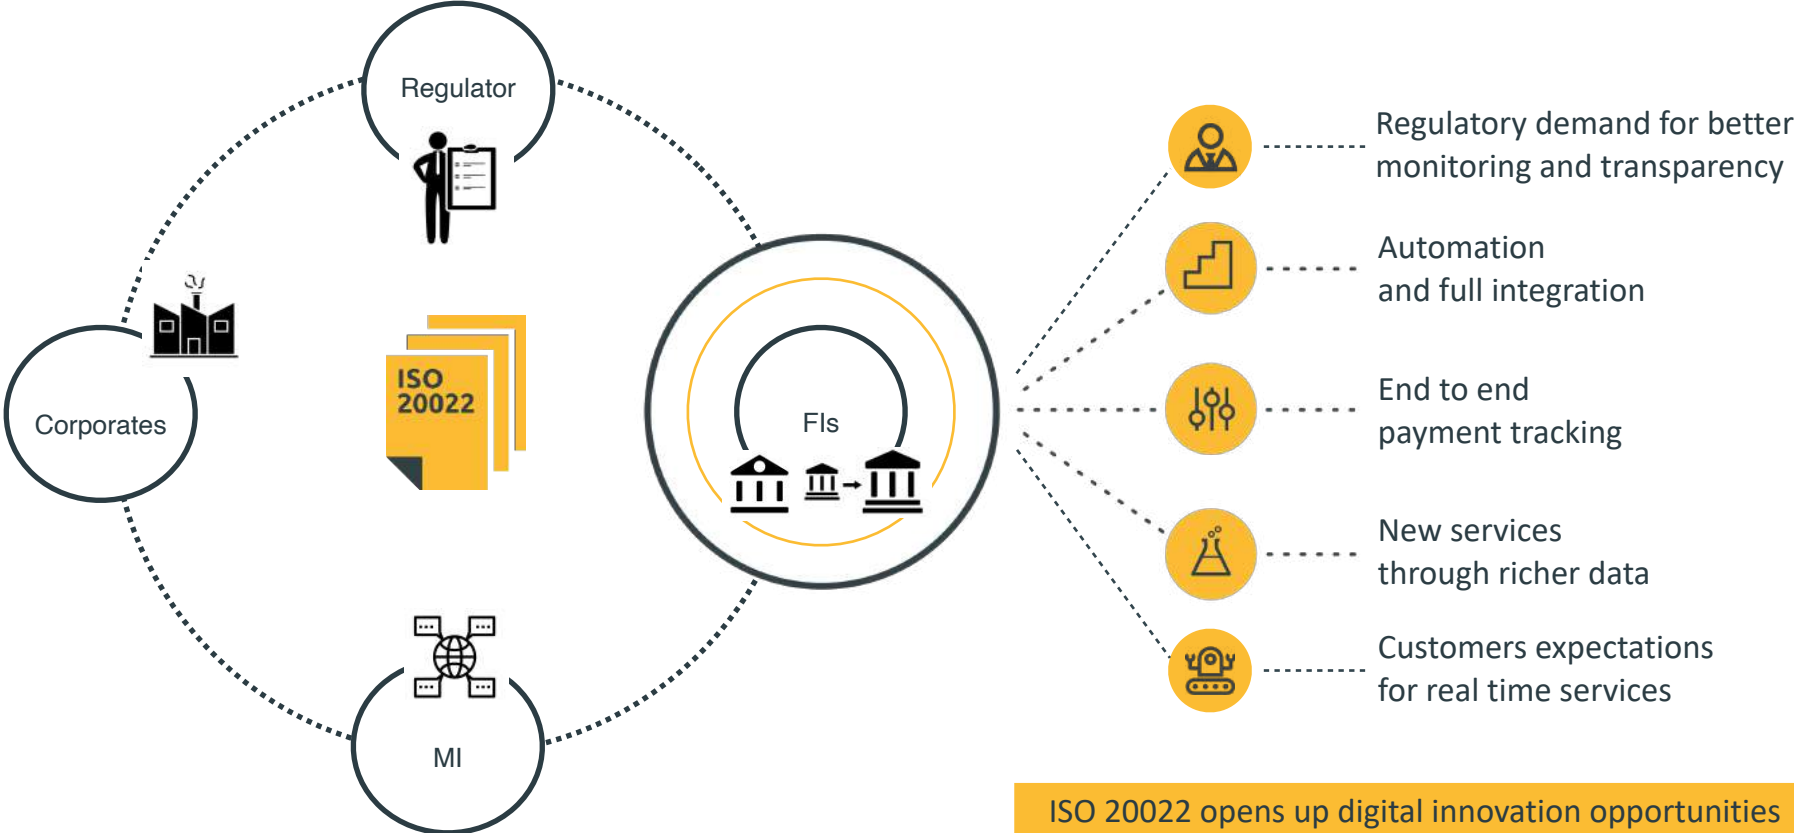 Regulator
Corporates
ISO
20022
FIs
MI
Regulatory demand for better
monitoring and transparency
Automation
and full integration
End to end
payment tracking
New services
through richer data
Customers expectations
for real time services
ISO 20022 opens up digital innovation opportunities